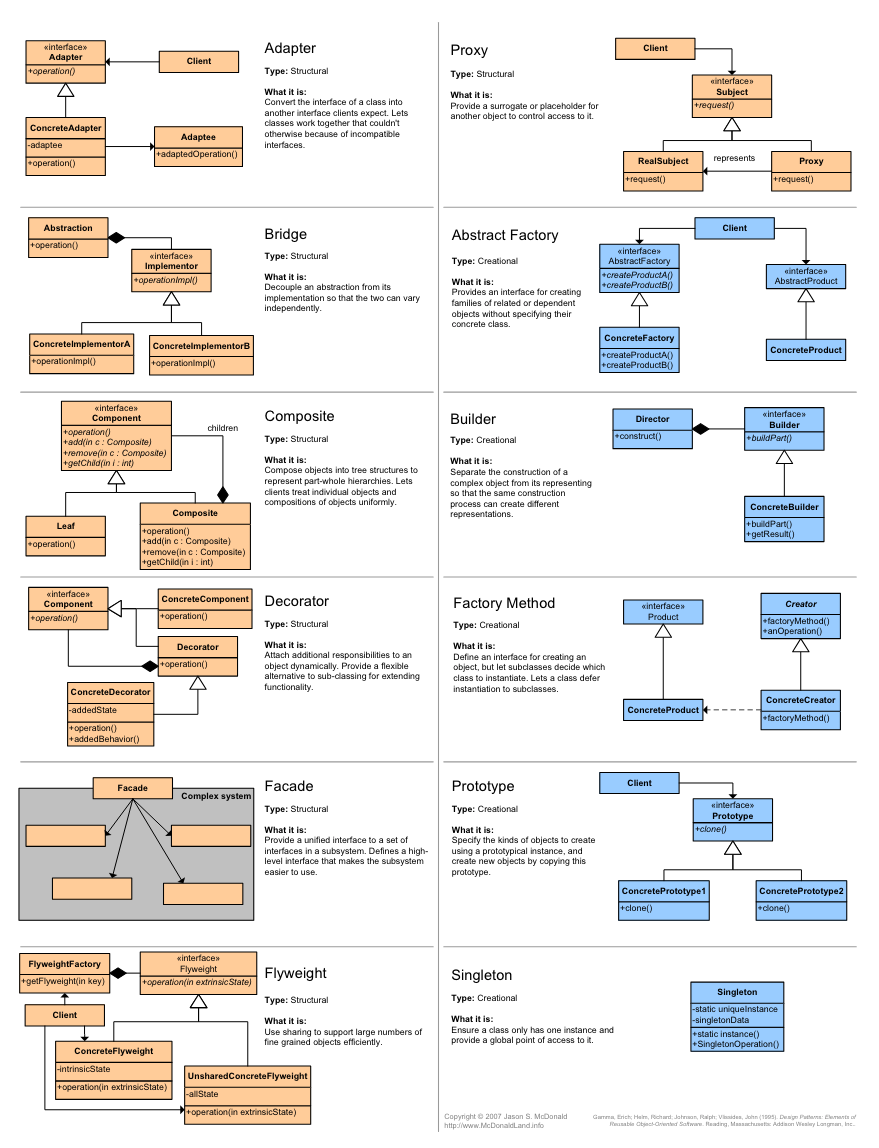 «interface»
Adapter
+operation()
Client
ConcreteAdapter
-adaptee
+operation()
Adaptee
+adaptedOperation()
Adapter
Type: Structural
What it is:
Convert the interface of a class into
another interface clients expect. Lets
classes work together that couldn't
otherwise because of incompatible
interfaces.
Abstraction
+operation()
«interface»
Implementor
+operationImpl()
ConcreteImplementorA
+operationImpl()
ConcreteImplementorB
+operationImpl()
Bridge
Type: Structural
What it is:
Decouple an abstraction from its
implementation so that the two can vary
independently.
«interface»
Component
+operation()
+add(in c : Composite)
+remove(in c : Composite)
+getChild(in i : int)
children
Leaf
+operation()
Composite
+operation()
+add(in c : Composite)
+remove(in c : Composite)
+getChild(in i : int)
Composite
Type: Structural
What it is:
Compose objects into tree structures to
represent part-whole hierarchies. Lets
clients treat individual objects and
compositions of objects uniformly.
«interface»
Component
+operation()
ConcreteComponent
+operation()
Decorator
+operation()
ConcreteDecorator
-addedState
+operation()
+addedBehavior()
Decorator
Type: Structural
What it is:
Attach additional responsibilities to an
object dynamically. Provide a flexible
alternative to sub-classing for extending
functionality.
Facade
Complex system
Facade
Type: Structural
What it is:
Provide a unified interface to a set of
interfaces in a subsystem. Defines a high-
level interface that makes the subsystem
easier to use.
FlyweightFactory
+getFlyweight(in key)
«interface»
Flyweight
+operation(in extrinsicState)
Client
ConcreteFlyweight
-intrinsicState
+operation(in extrinsicState)
UnsharedConcreteFlyweight
-allState
+operation(in extrinsicState)
Flyweight
Type: Structural
What it is:
Use sharing to support large numbers of
fine grained objects efficiently.
Proxy
Type: Structural
What it is:
Provide a surrogate or placeholder for
another object to control access to it.
Client
«interface»
Subject
+request()
RealSubject
+request()
represents
Proxy
+request()
Abstract Factory
Type: Creational
What it is:
Provides an interface for creating
families of related or dependent
objects without specifying their
concrete class.
Client
«interface»
AbstractFactory
+createProductA()
+createProductB()
«interface»
AbstractProduct
ConcreteFactory
+createProductA()
+createProductB()
ConcreteProduct
Builder
Type: Creational
What it is:
Separate the construction of a
complex object from its representing
so that the same construction
process can create different
representations.
Director
+construct()
«interface»
Builder
+buildPart()
ConcreteBuilder
+buildPart()
+getResult()
Factory Method
Type: Creational
What it is:
Define an interface for creating an
object, but let subclasses decide which
class to instantiate. Lets a class defer
instantiation to subclasses.
«interface»
Product
Creator
+factoryMethod()
+anOperation()
ConcreteProduct
ConcreteCreator
+factoryMethod()
Prototype
Type: Creational
What it is:
Specify the kinds of objects to create
using a prototypical instance, and
create new objects by copying this
prototype.
Client
«interface»
Prototype
+clone()
ConcretePrototype1
+clone()
ConcretePrototype2
+clone()
Singleton
Type: Creational
What it is:
Ensure a class only has one instance and
provide a global point of access to it.
Singleton
-static uniqueInstance
-singletonData
+static instance()
+SingletonOperation()
Copyright © 2007 Jason S. McDonald
http://www.McDonaldLand.info
Gamma, Erich; Helm, Richard; Johnson, Ralph; Vlissides, John (1995). Design Patterns: Elements of
Reusable Object-Oriented Software. Reading, Massachusetts: Addison Wesley Longman, Inc..